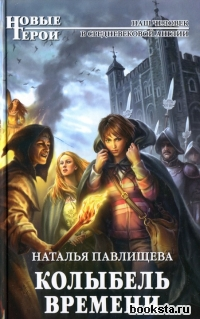 НОВЫЕ
ГЕРОИ
НАШ ЧЕЛОВЕК
В СРЕДНЕВЕКОВОЙ АНГЛИИ
НАТАЛЬЯ ПАВЛИЩЕВА
КОЛЫБЕЛЬ
ВРЕМЕНИ
booksta.ru